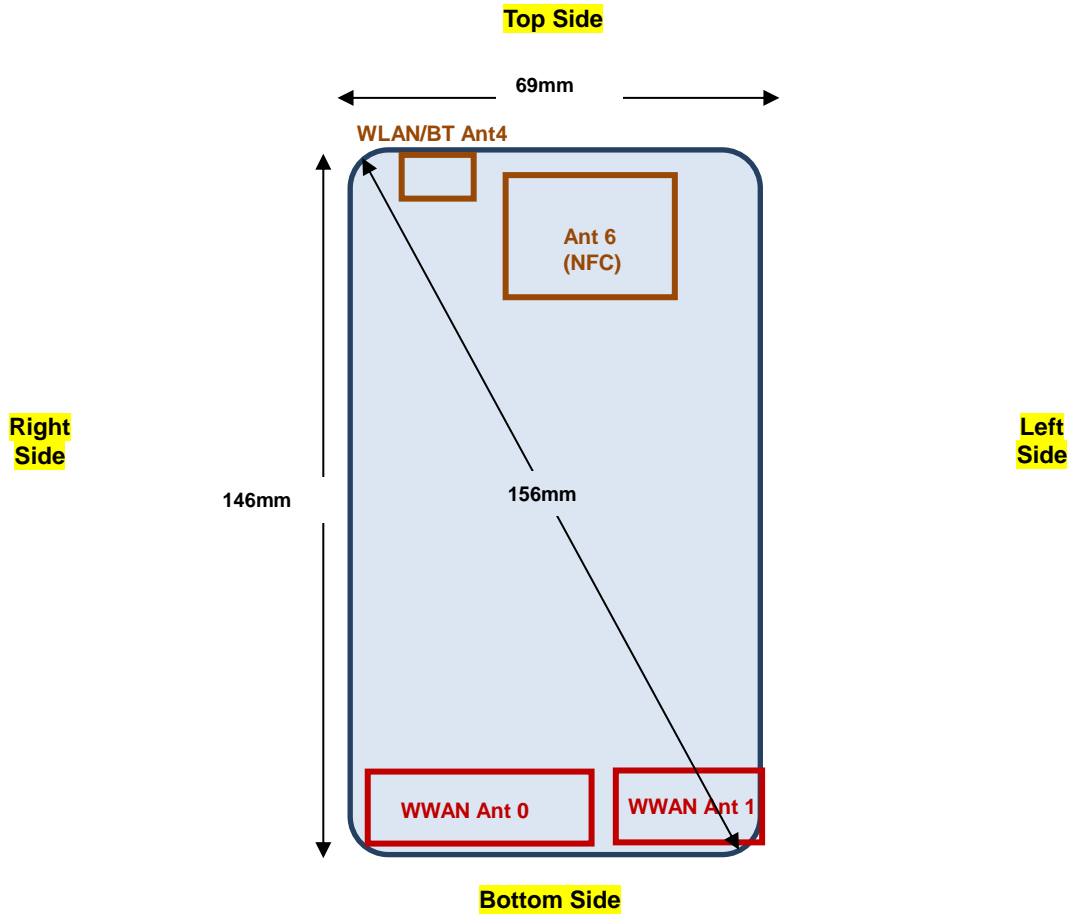 Top Side
69mm
WLAN/BT Ant4
Ant 6
(NFC)
Right
Side
Left
Side
146mm
156mm
WWAN Ant 0
WWAN Ant 1
Bottom Side